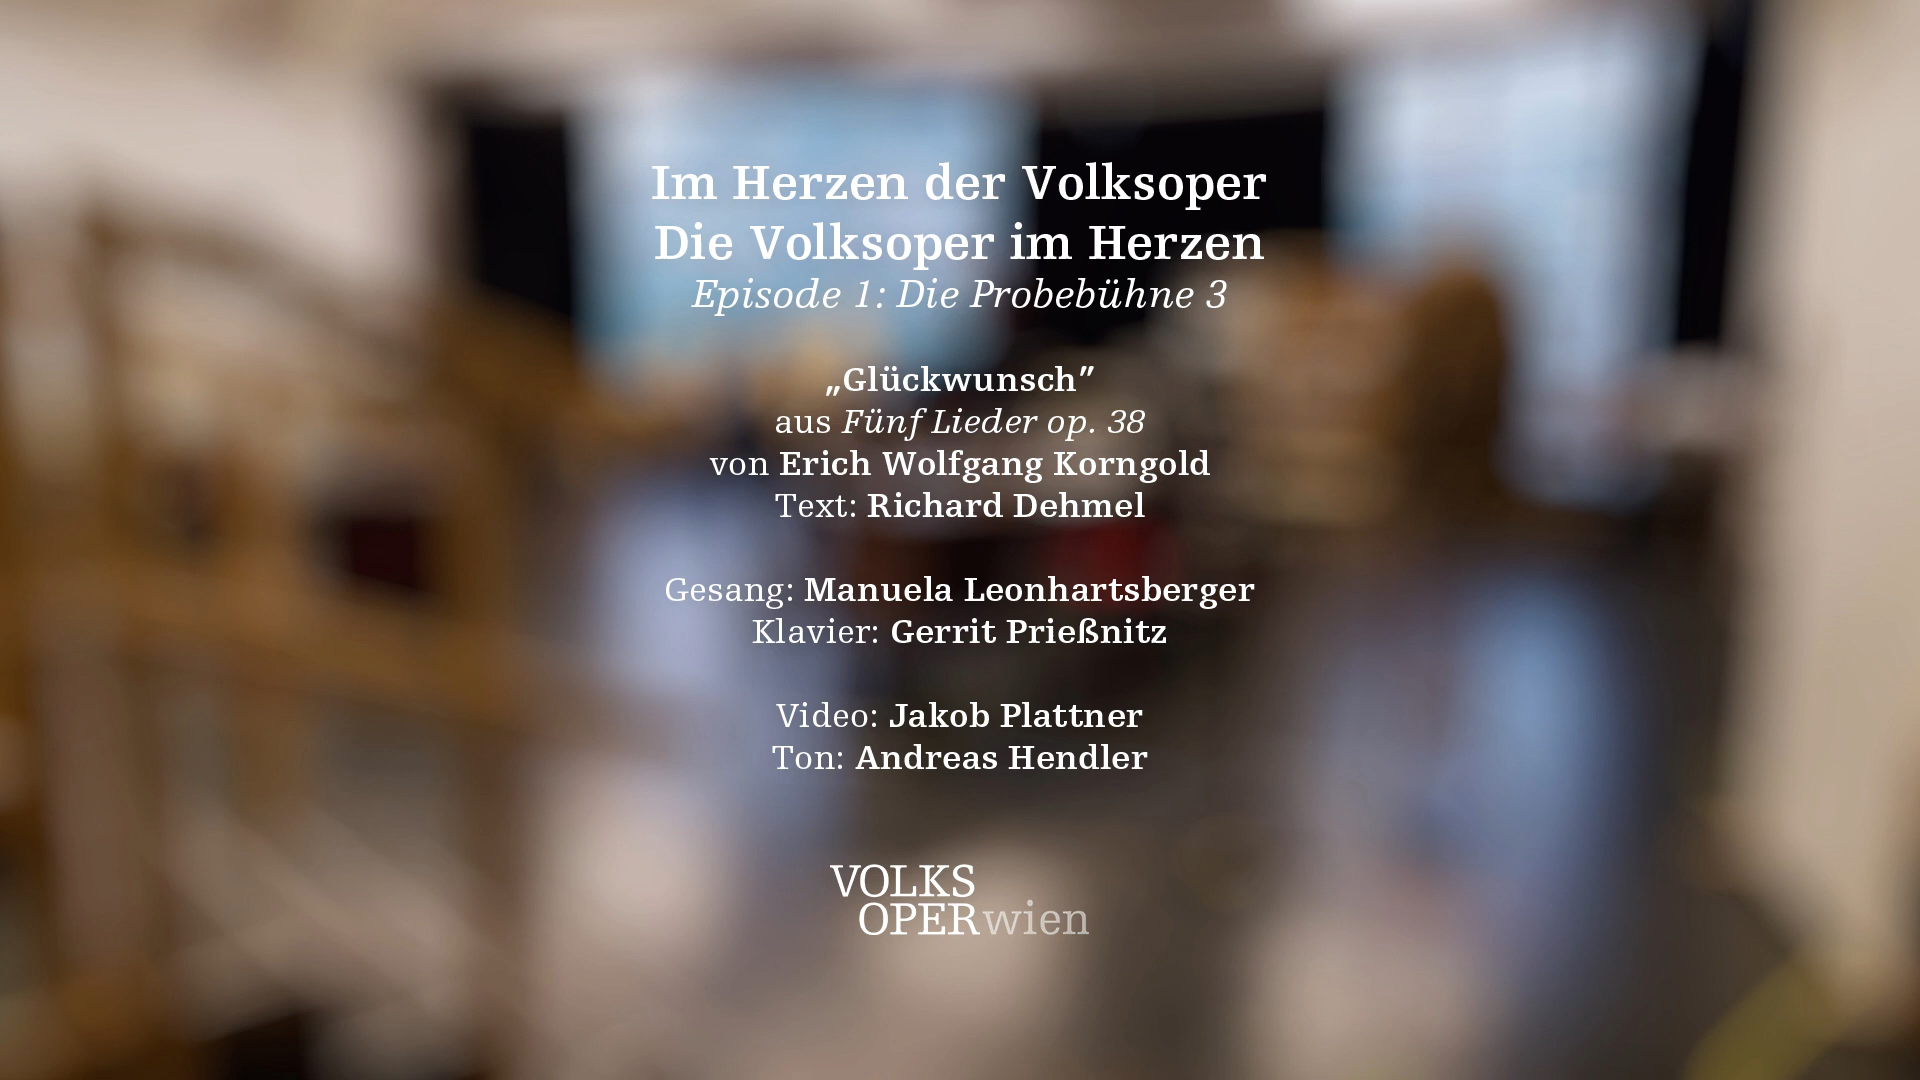 Im Herzen der Volksoper
Die Volksoper im Herzen
Episode 1: Die Probebühne 3
„Glückwunsch”
aus Fünf Lieder op. 38
von Erich Wolfgang Korngold
Text: Richard Dehmel
Gesang: Manuela Leonhartsberger
Klavier: Gerrit Prießnitz
Video: Jakob Plattner
Ton: Andreas Hendler
VOLKS
OPER wien